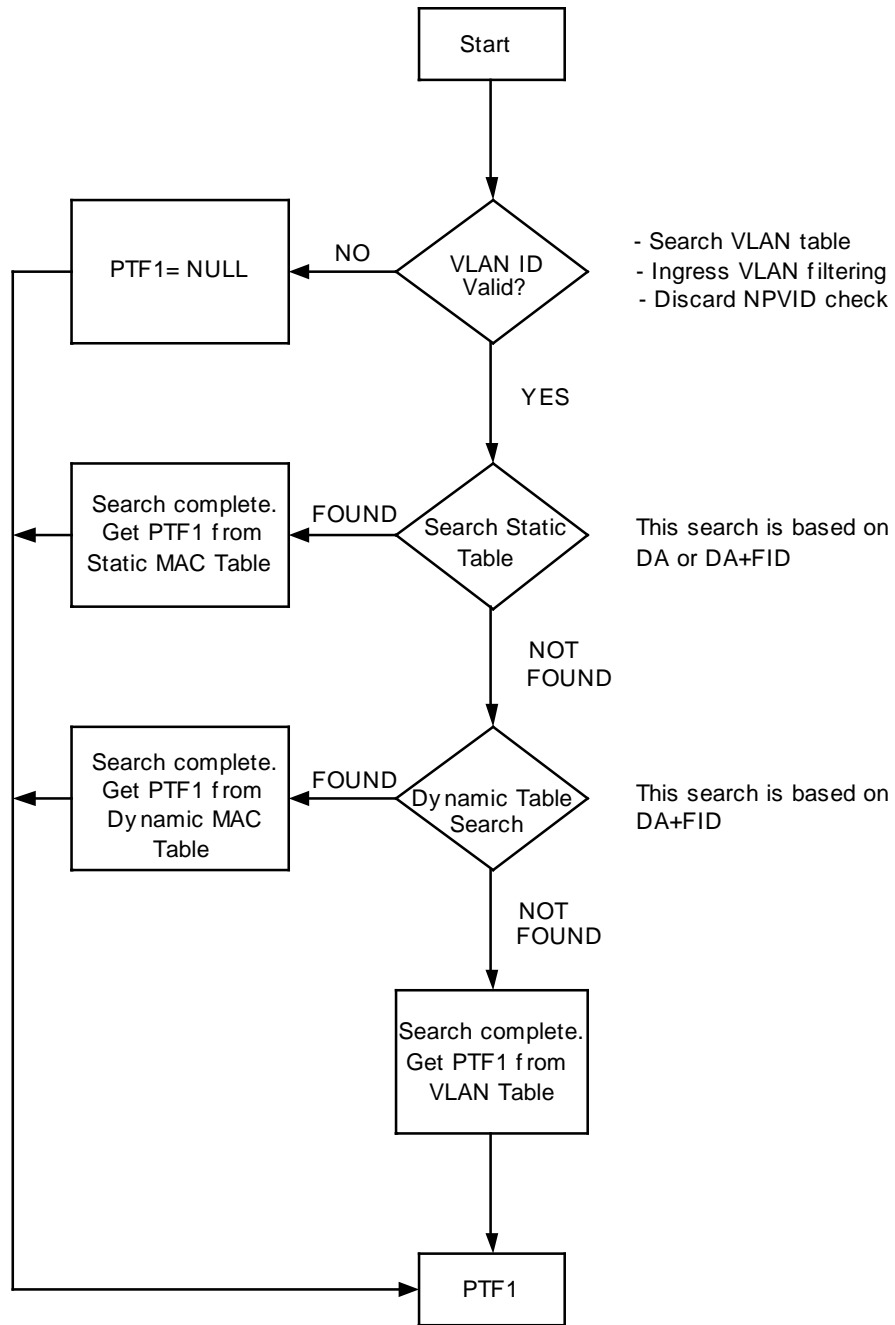 Start
PTF1= NULL
NO
VLAN ID
Valid?
- Search VLAN table
- Ingress VLAN filtering
- Discard NPVID check
YES
Search complete.
Get PTF1 from
Static MAC Table
FOUND
Search Static
Table
This search is based on
DA or DA+FID
NOT
FOUND
Search complete.
Get PTF1 from
Dynamic MAC
Table
FOUND
Dynamic Table
Search
This search is based on
DA+FID
NOT
FOUND
Search complete.
Get PTF1 from
VLAN Table
PTF1